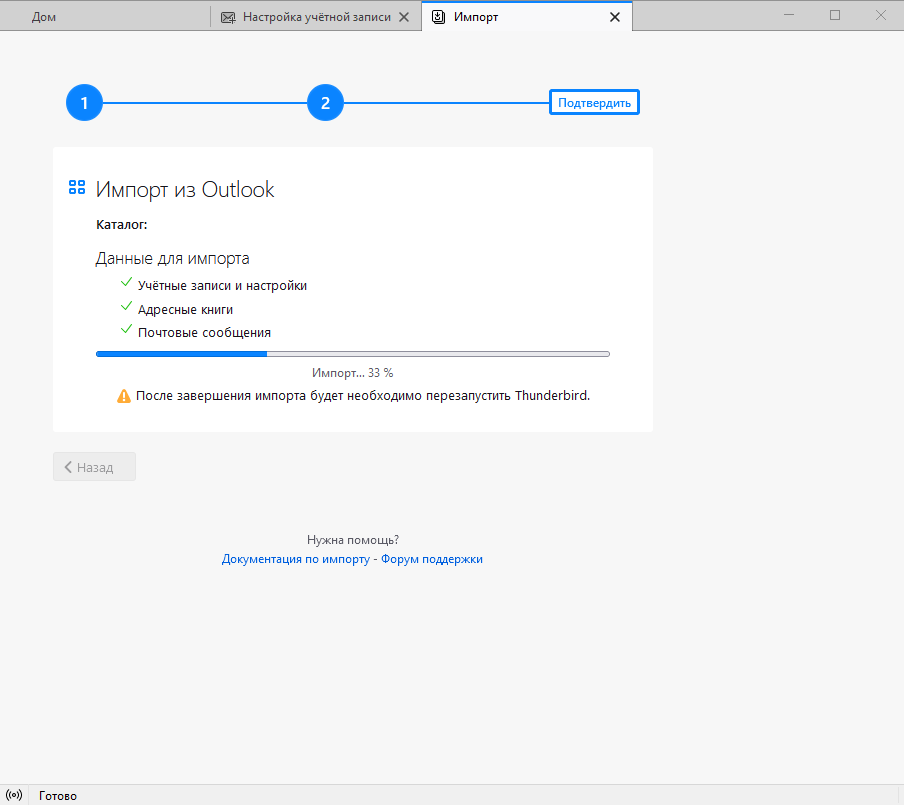 Дом
Настройка учётной записи
Импорт
1
2
Подтвердить
Импорт из Outlook
Каталог:
Данные для импорта
Учётные записи и настройки
Адресные книги
Почтовые сообщения
Импорт... 33 %
После завершения импорта будет необходимо перезапустить Thunderbird.
Назад
Нужна помощь?
Документация по импорту - Форум поддержки
Готово